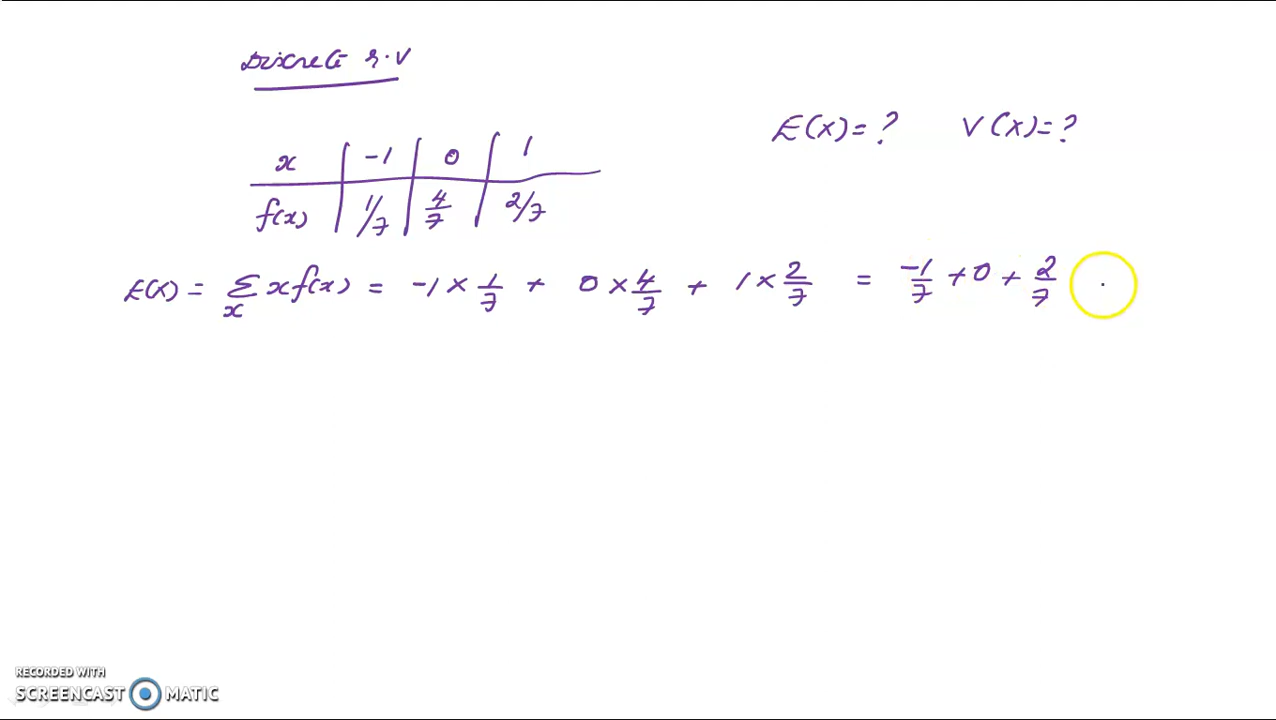 Discrete r.v
E(x)=? V(x)=?
x | -1 | 0 | 1
f(x) | 1/7 | 4/7 | 2/7
E(x) = Σx x f(x) = -1 × 1/7 + 0 × 4/7 + 1 × 2/7 = -1/7 + 0 + 2/7
RECORDED WITH
SCREENCAST MATIC